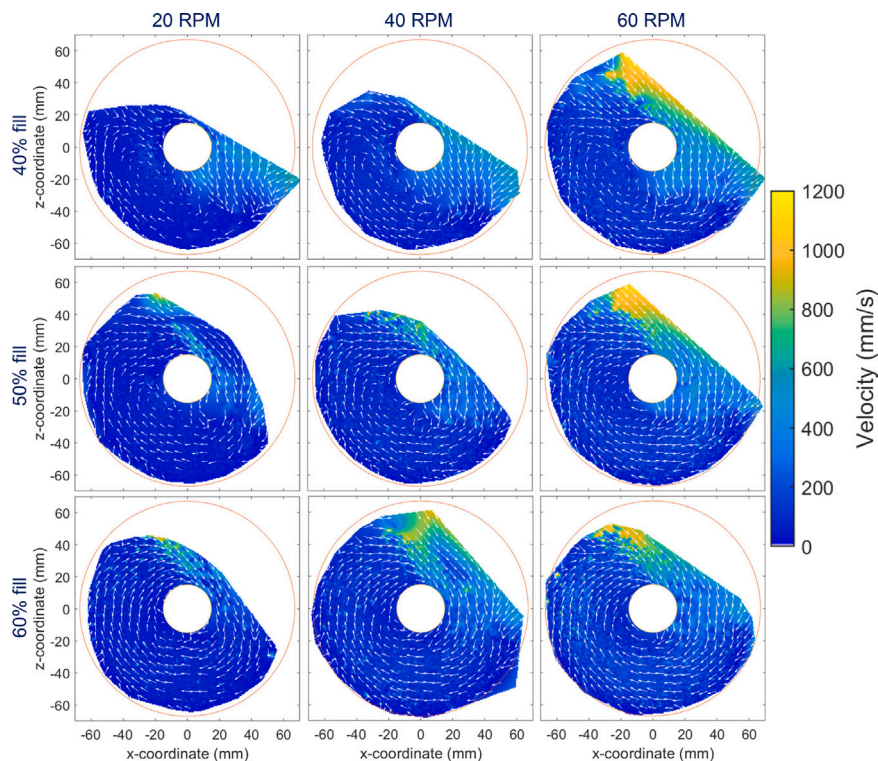 20 RPM 40 RPM 60 RPM
40% fill
z-coordinate (mm)
60
40
20
0
-20
-40
-60
50% fill
z-coordinate (mm)
60
40
20
0
-20
-40
-60
60% fill
z-coordinate (mm)
60
40
20
0
-20
-40
-60
-60 -40 -20 0 20 40 60 -60 -40 -20 0 20 40 60 -60 -40 -20 0 20 40 60
x-coordinate (mm) x-coordinate (mm) x-coordinate (mm)
1200
1000
800
600
400
200
0
Velocity (mm/s)